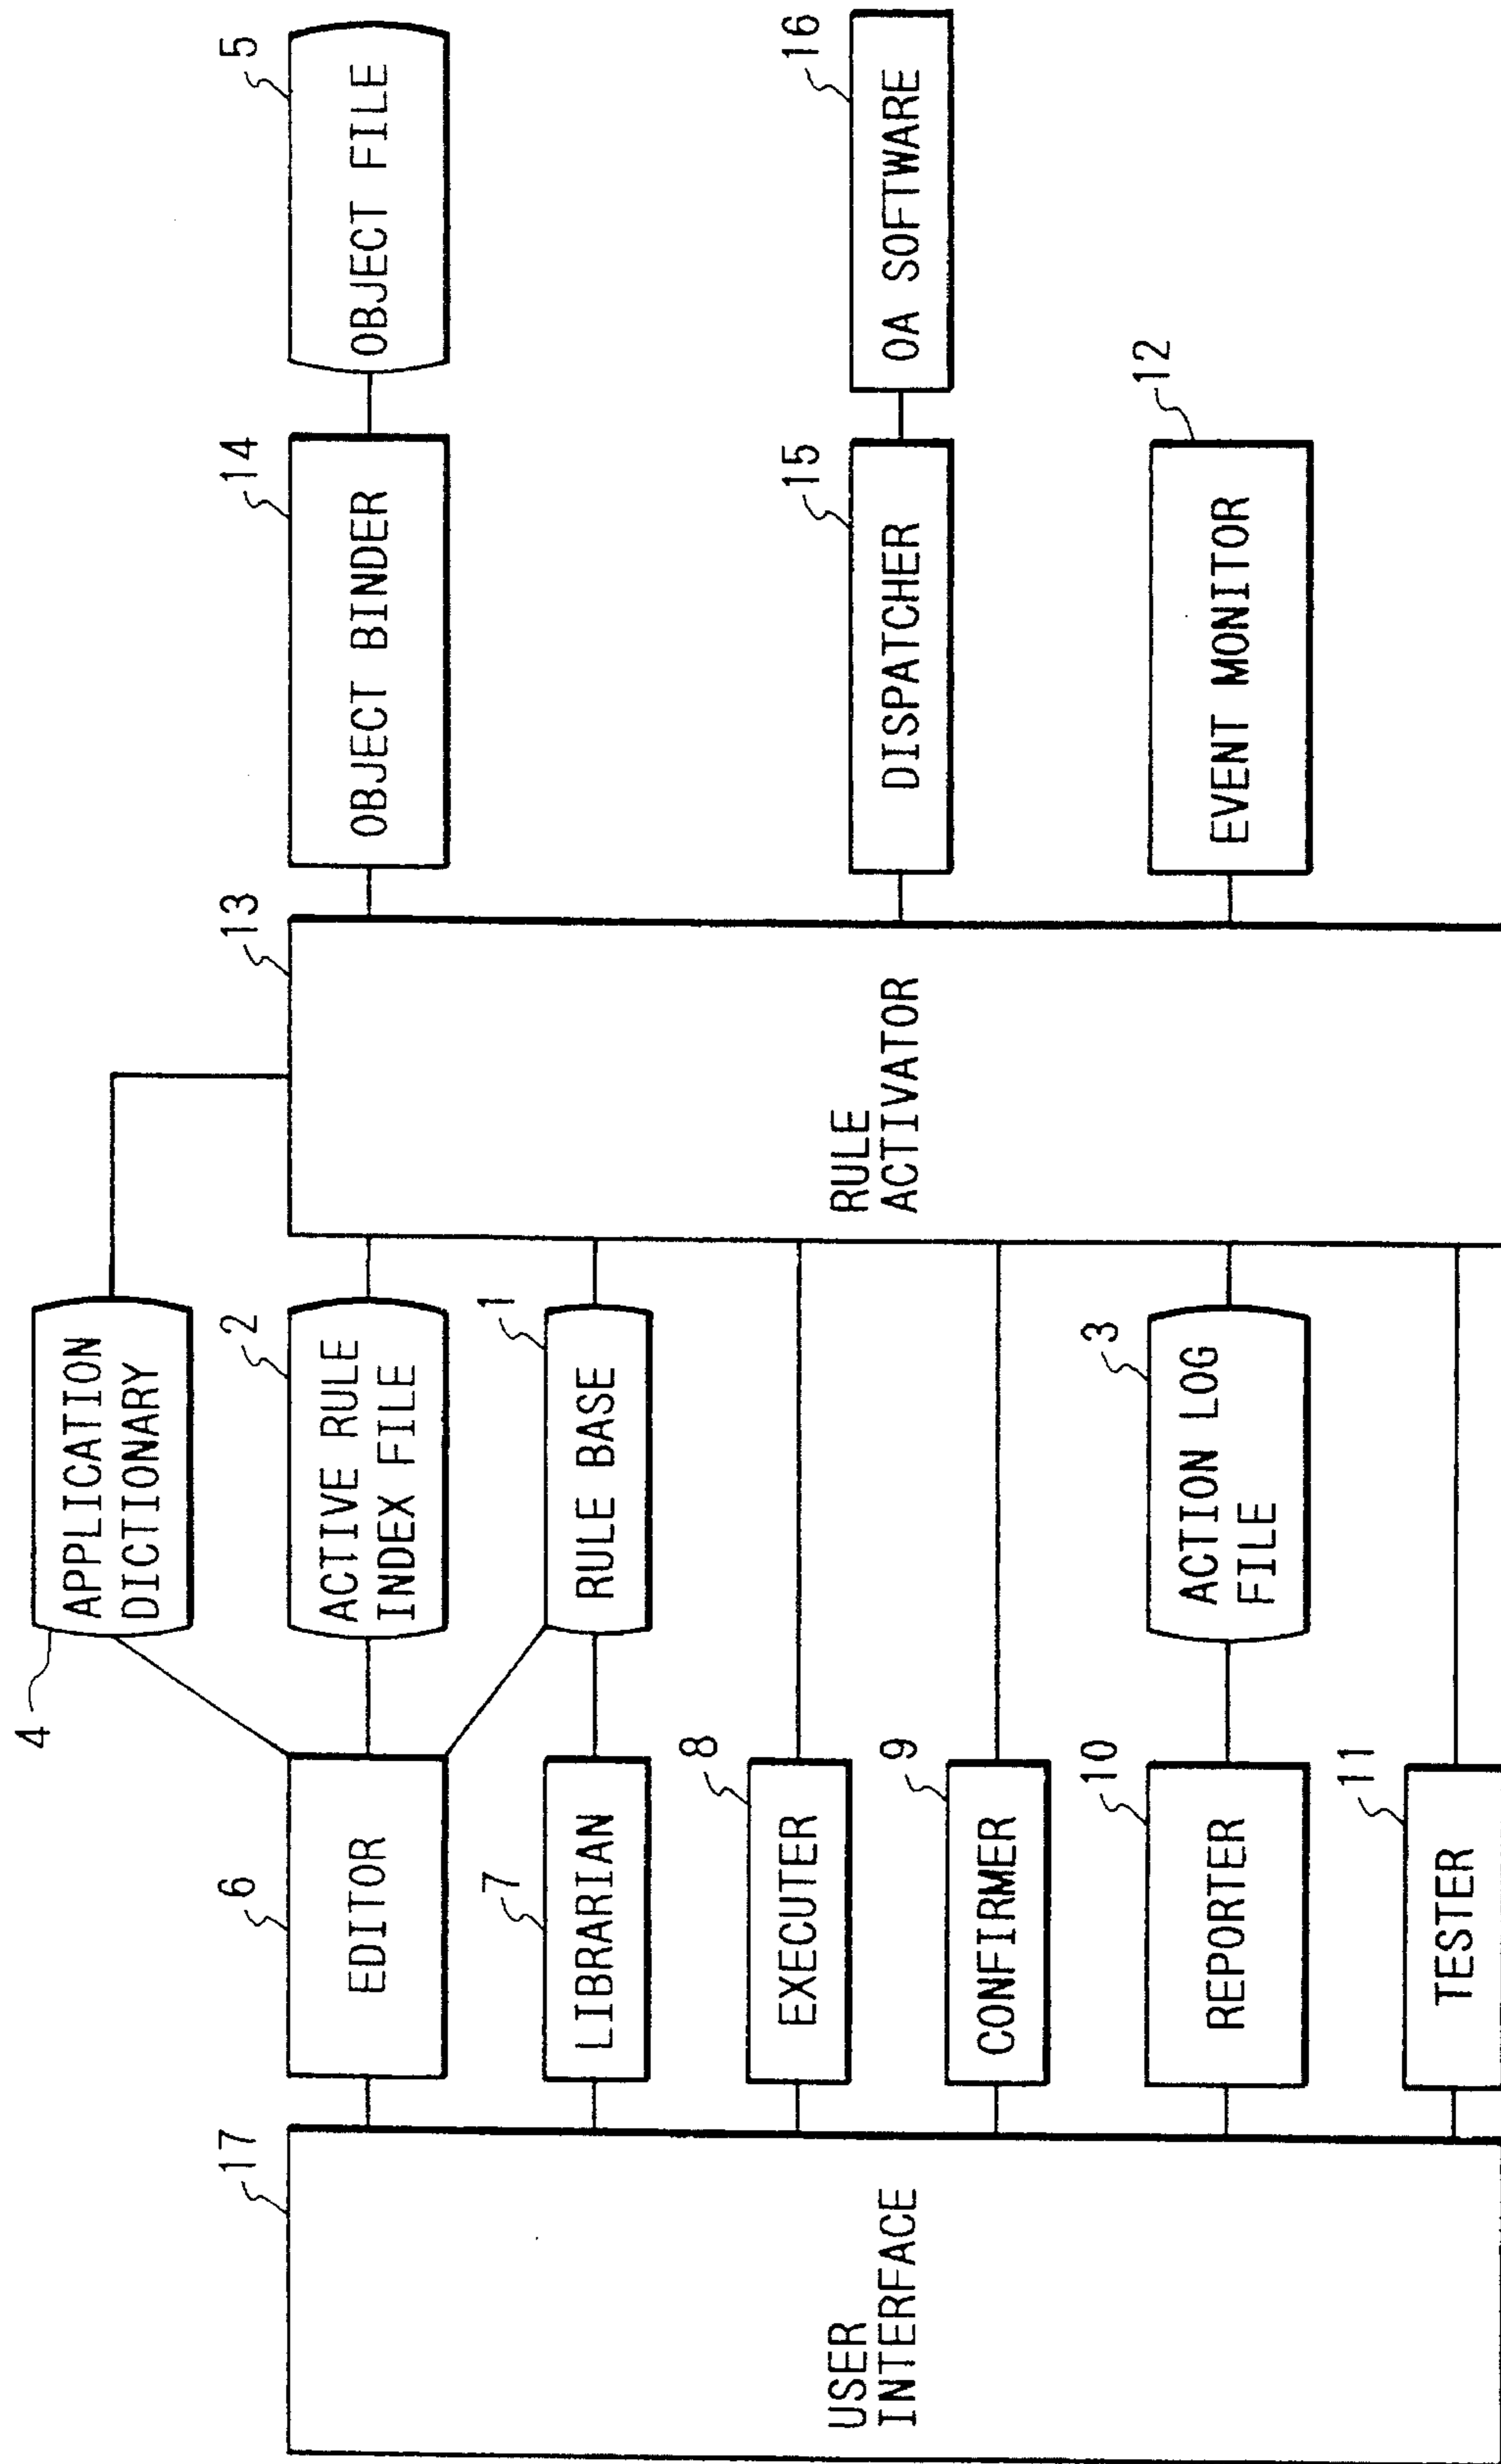 4
APPLICATION
DICTIONARY
17
USER
INTERFACE
6
EDITOR
2
ACTIVE RULE
INDEX FILE
13
RULE
ACTIVATOR
14
OBJECT BINDER
5
OBJECT FILE
7
LIBRARIAN
1
RULE BASE
8
EXECUTER
15
DISPATCHER
16
OA SOFTWARE
9
CONFIRMER
10
REPORTER
3
ACTION LOG
FILE
12
EVENT MONITOR
11
TESTER